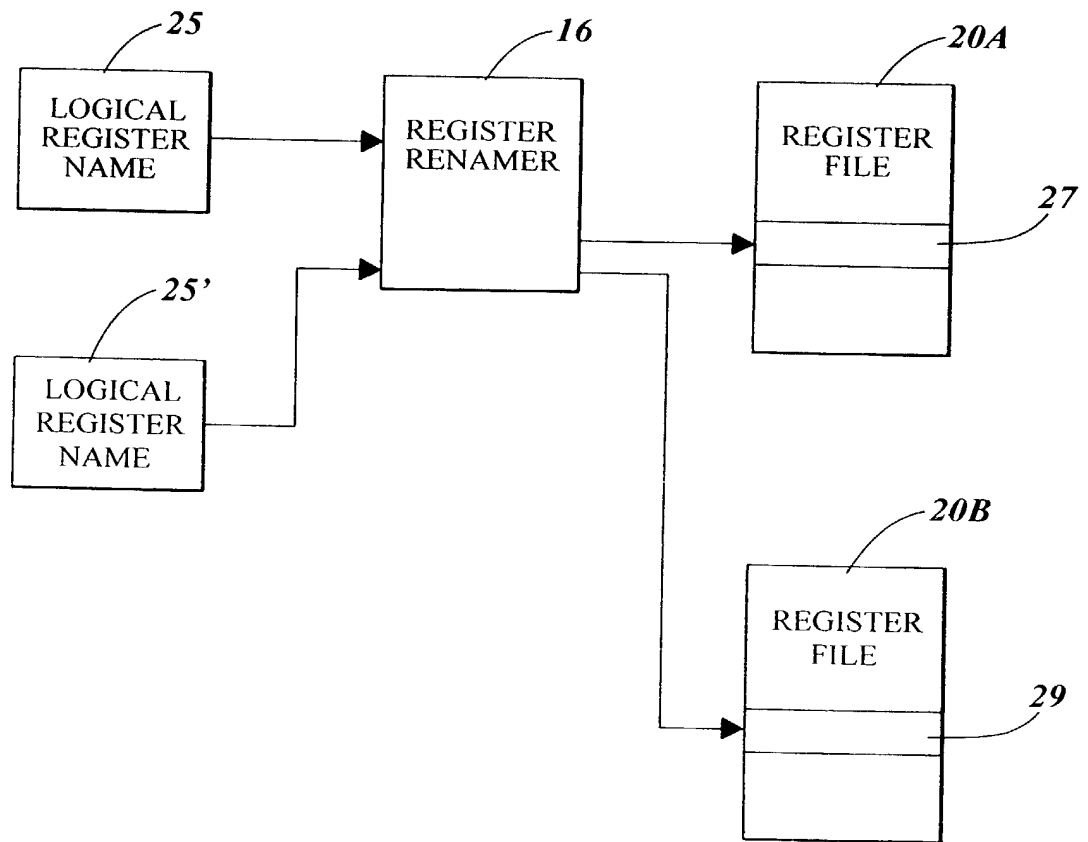 25
16
20A
LOGICAL
REGISTER
NAME
REGISTER
RENAMER
REGISTER
FILE
27
25'
LOGICAL
REGISTER
NAME
20B
REGISTER
FILE
29